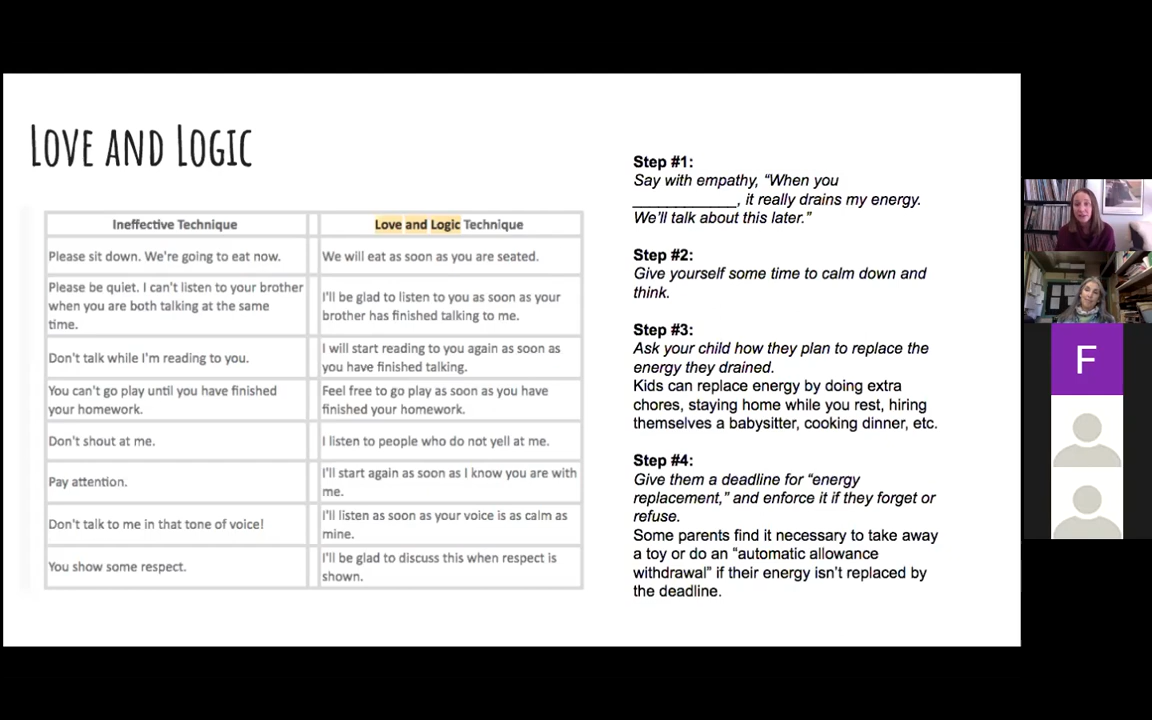 LOVE AND LOGIC
Ineffective Technique
Love and Logic Technique
Please sit down. We're going to eat now.
We will eat as soon as you are seated.
Please be quiet. I can't listen to your brother
when you are both talking at the same
time.
I'll be glad to listen to you as soon as your
brother has finished talking to me.
Don't talk while I'm reading to you.
I will start reading to you again as soon as
you have finished talking.
You can't go play until you have finished
your homework.
Feel free to go play as soon as you have
finished your homework.
Don't shout at me.
I listen to people who do not yell at me.
Pay attention.
I'll start again as soon as I know you are with
me.
Don't talk to me in that tone of voice!
I'll listen as soon as your voice is as calm as
mine.
You show some respect.
I'll be glad to discuss this when respect is
shown.
Step #1:
Say with empathy, “When you
____________, it really drains my energy.
We'll talk about this later.”
Step #2:
Give yourself some time to calm down and
think.
Step #3:
Ask your child how they plan to replace the
energy they drained.
Kids can replace energy by doing extra
chores, staying home while you rest, hiring
themselves a babysitter, cooking dinner, etc.
Step #4:
Give them a deadline for “energy
replacement,” and enforce it if they forget or
refuse.
Some parents find it necessary to take away
a toy or do an “automatic allowance
withdrawal” if their energy isn't replaced by
the deadline.
F